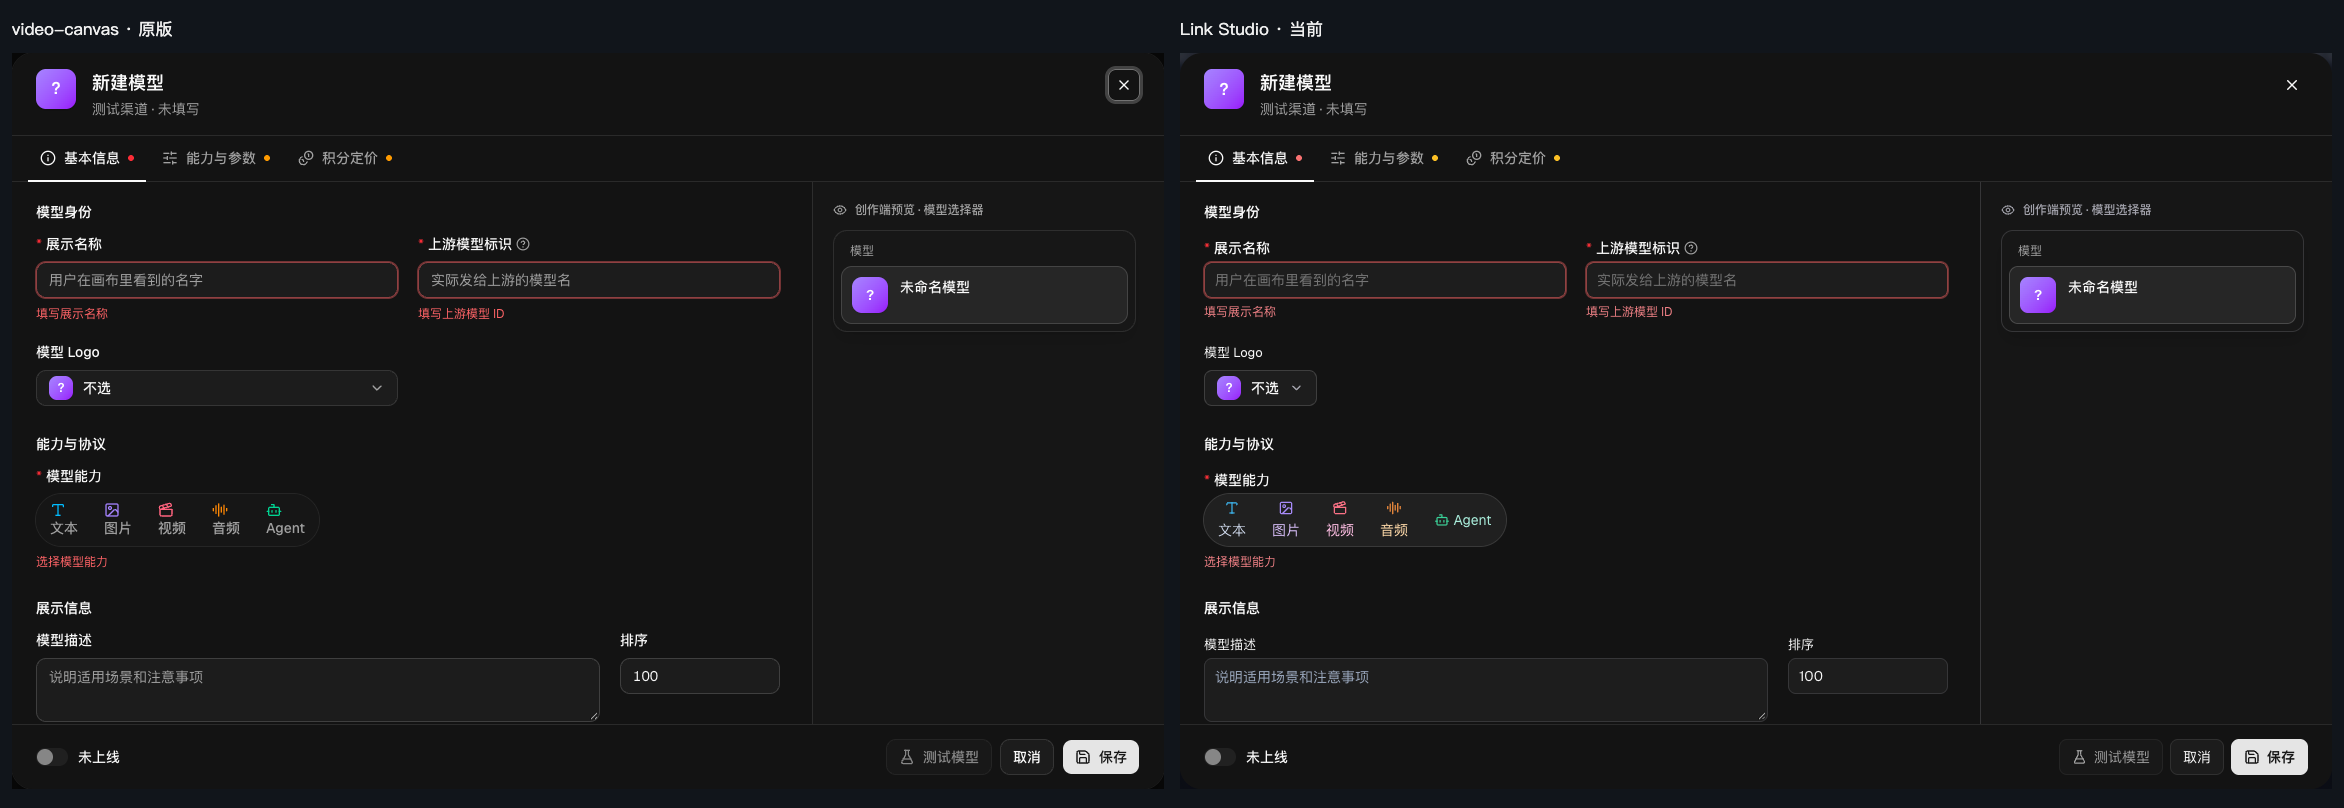 video-canvas · 原版
?
新建模型
测试渠道 · 未填写
基本信息
能力与参数
积分定价
模型身份
* 展示名称
* 上游模型标识
用户在画布里看到的名字
实际发给上游的模型名
填写展示名称
填写上游模型 ID
模型 Logo
? 不选
能力与协议
* 模型能力
文本
图片
视频
音频
Agent
选择模型能力
展示信息
模型描述
排序
说明适用场景和注意事项
100
创作端预览 · 模型选择器
模型
? 未命名模型
未上线
测试模型
取消
保存
Link Studio · 当前
?
新建模型
测试渠道 · 未填写
基本信息
能力与参数
积分定价
模型身份
* 展示名称
* 上游模型标识
用户在画布里看到的名字
实际发给上游的模型名
填写展示名称
填写上游模型 ID
模型 Logo
? 不选
能力与协议
* 模型能力
文本
图片
视频
音频
Agent
选择模型能力
展示信息
模型描述
排序
说明适用场景和注意事项
100
创作端预览 · 模型选择器
模型
? 未命名模型
未上线
测试模型
取消
保存